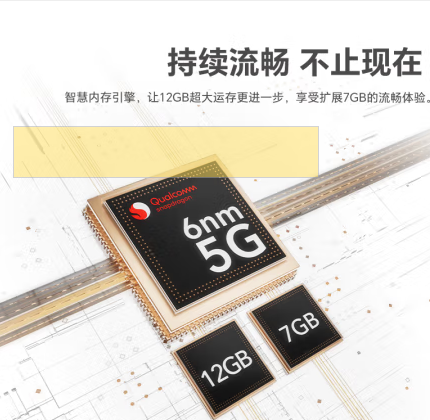 持续流畅 不止现在
智慧内存引擎，让12GB超大运存更进一步，享受扩展7GB的流畅体验。
Qualcomm
snapdragon
6nm
5G
12GB
7GB